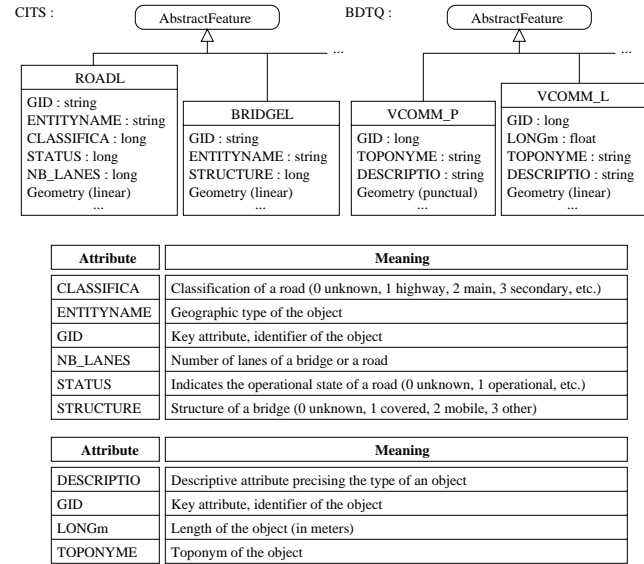 CITS :
AbstractFeature
...
ROADL
GID : string
ENTITYNAME : string
CLASSIFICA : long
STATUS : long
NB_LANES : long
Geometry (linear)
...
BRIDGEL
GID : string
ENTITYNAME : string
STRUCTURE : long
Geometry (linear)
...
BDTQ :
AbstractFeature
...
VCOMM_P
GID : long
TOPONYME : string
DESCRIPTIO : string
Geometry (punctual)
...
VCOMM_L
GID : long
LONGm : float
TOPONYME : string
DESCRIPTIO : string
Geometry (linear)
...
Attribute Meaning
CLASSIFICA Classification of a road (0 unknown, 1 highway, 2 main, 3 secondary, etc.)
ENTITYNAME Geographic type of the object
GID Key attribute, identifier of the object
NB_LANES Number of lanes of a bridge or a road
STATUS Indicates the operational state of a road (0 unknown, 1 operational, etc.)
STRUCTURE Structure of a bridge (0 unknown, 1 covered, 2 mobile, 3 other)
Attribute Meaning
DESCRIPTIO Descriptive attribute precising the type of an object
GID Key attribute, identifier of the object
LONGm Length of the object (in meters)
TOPONYME Toponym of the object